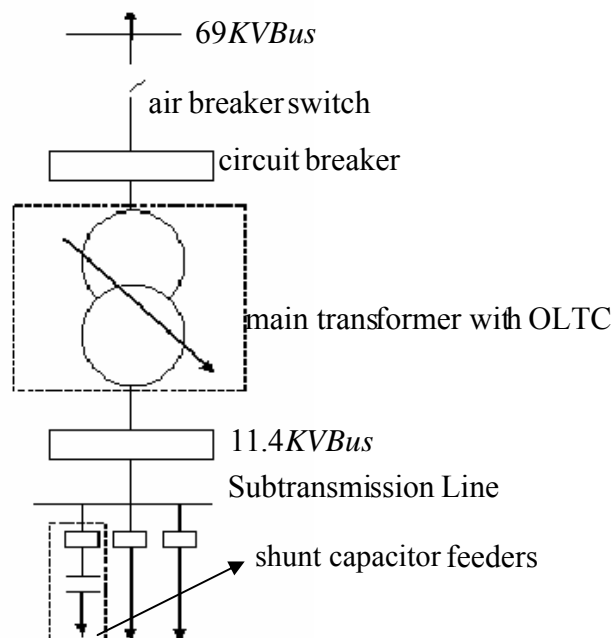 69KVBus
air breaker switch
circuit breaker
main transformer with OLTC
11.4KVBus
Subtransmission Line
shunt capacitor feeders